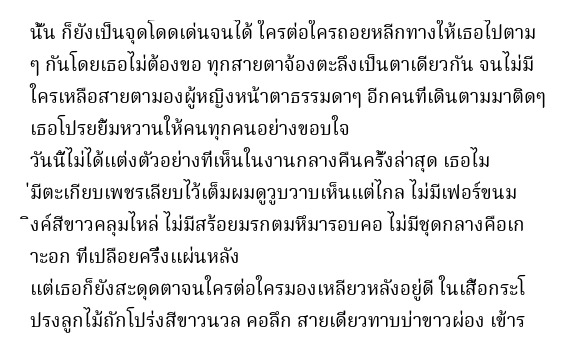 นั้น ก็ยังเป็นจุดโดดเด่นจนได้ ใครต่อใครถอยหลีกทางให้เธอไปตาม
ๆ กันโดยเธอไม่ต้องขอ ทุกสายตาจ้องตะลึงเป็นตาเดียวกัน จนไม่มี
ใครเหลือสายตามองผู้หญิงหน้าตาธรรมดาๆ อีกคนที่เดินตามมาติดๆ
เธอโปรยยิ้มหวานให้คนทุกคนอย่างขอบใจ
วันนี้ไม่ได้แต่งตัวอย่างที่เห็นในงานกลางคืนครั้งล่าสุด เธอไม
่มีตะเกียบเพชรเลียบไว้เต็มผมดูวูบวาบเห็นแต่ไกล ไม่มีเฟอร์ขนม
ิงค์สีขาวคลุมไหล่ ไม่มีสร้อยมรกตมหึมารอบคอ ไม่มีชุดกลางคือเก
าะอก ที่เปลือยครึ่งแผ่นหลัง
แต่เธอก็ยังสะดุดตาจนใครต่อใครมองเหลียวหลังอยู่ดี ในเสื้อกระโ
ปรงลูกไม้ถักโปร่งสีขาวนวล คอลึก สายเดียวทาบบ่าขาวผ่อง เข้าร